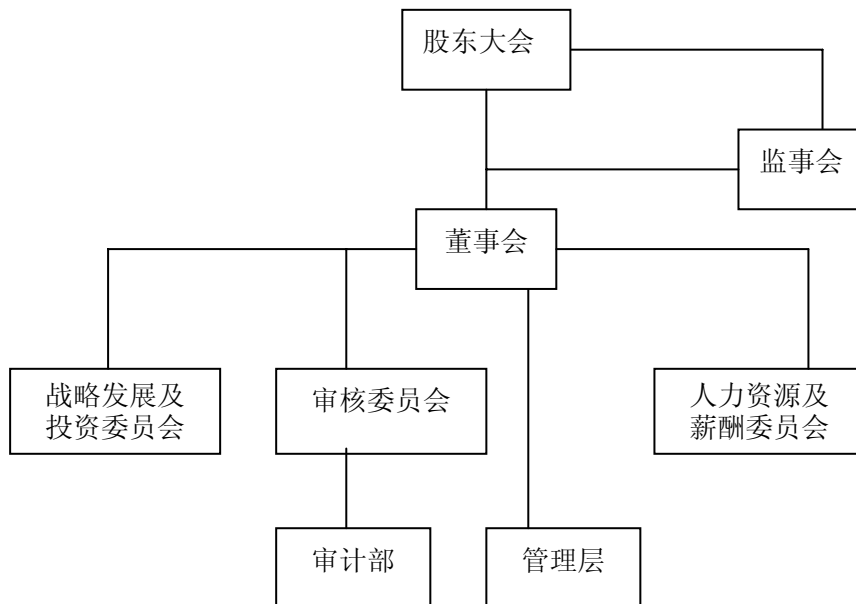 股东大会
监事会
董事会
战略发展及
投资委员会
审核委员会
人力资源及
薪酬委员会
审计部
管理层